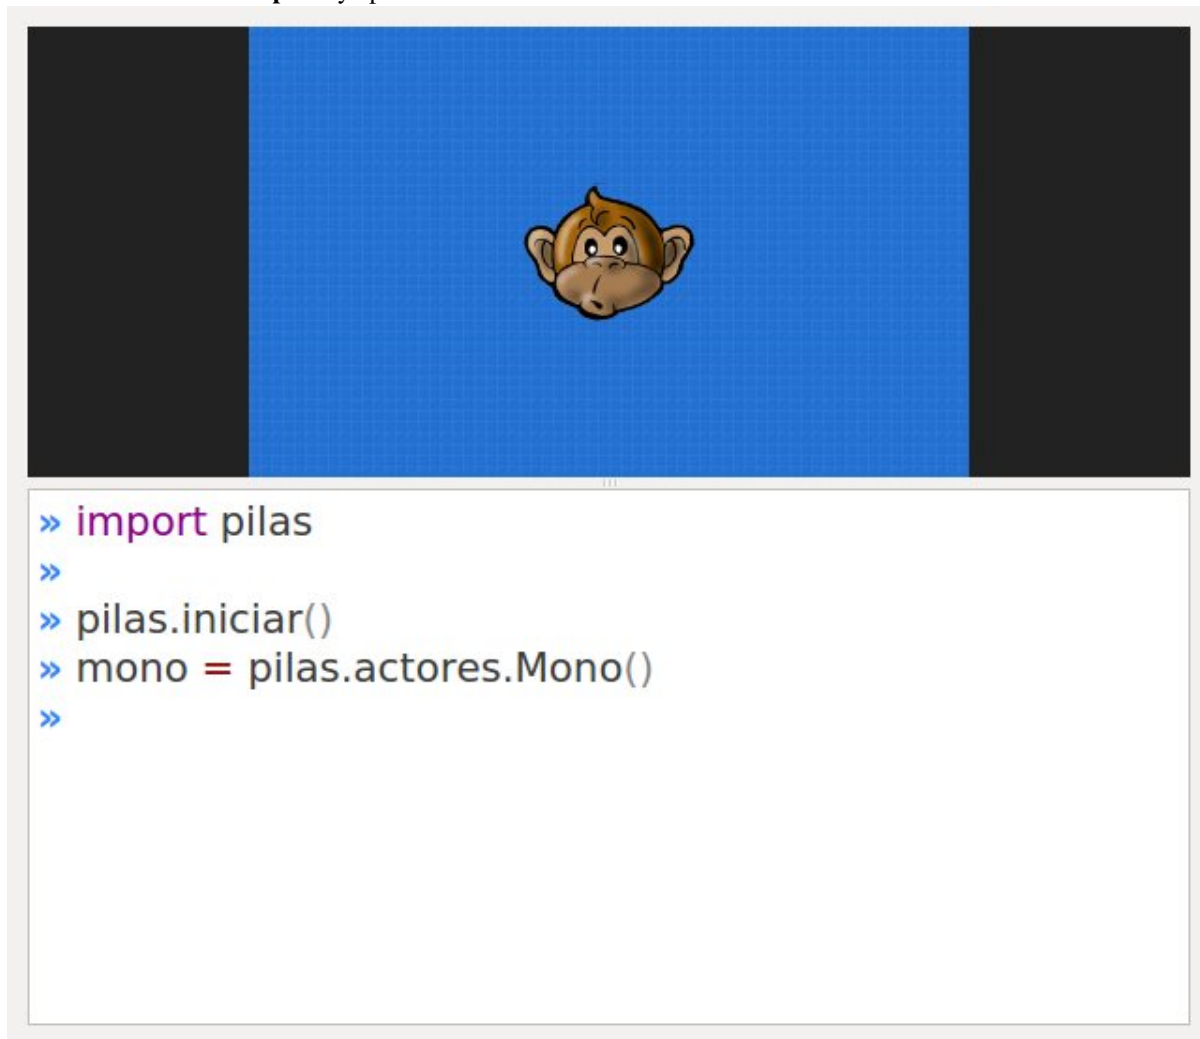 » import pilas
»
» pilas.iniciar()
» mono = pilas.actores.Mono()
»